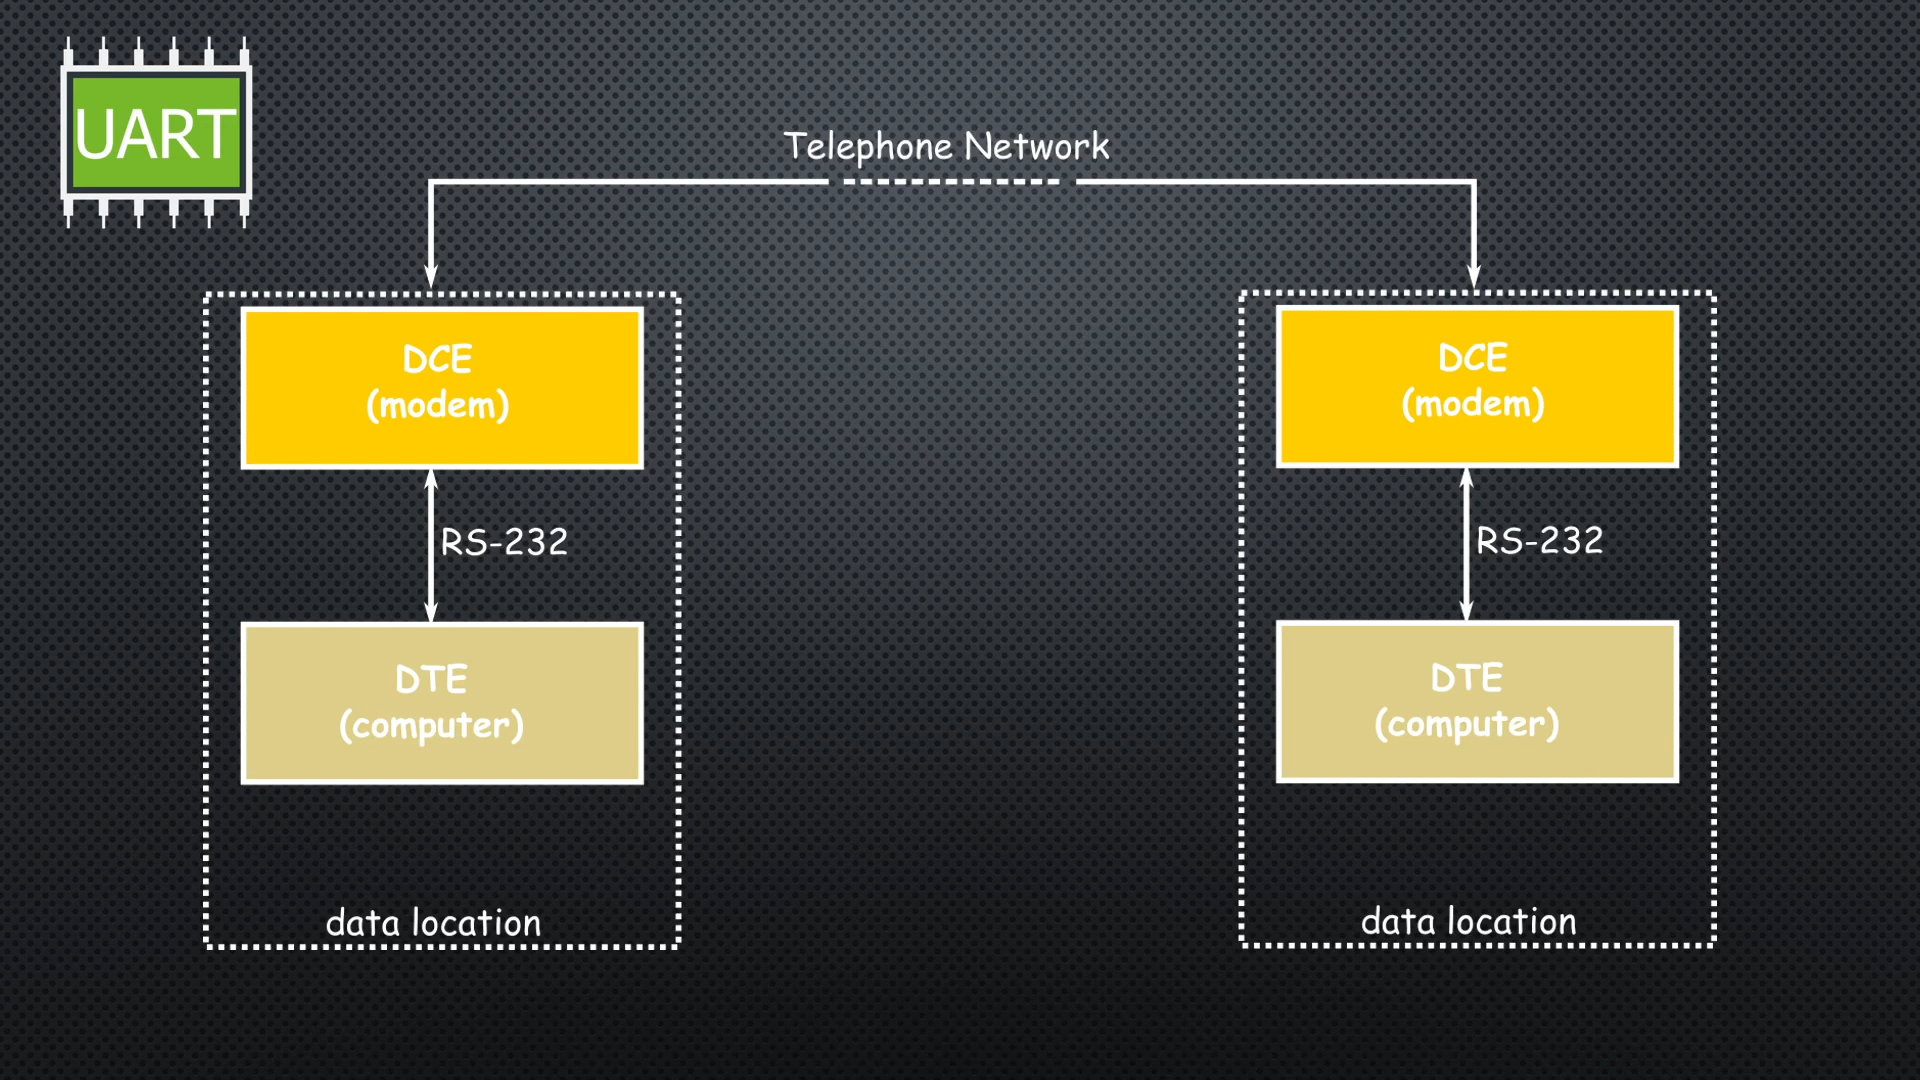 UART
Telephone Network
DCE
(modem)
RS-232
DTE
(computer)
data location
DCE
(modem)
RS-232
DTE
(computer)
data location